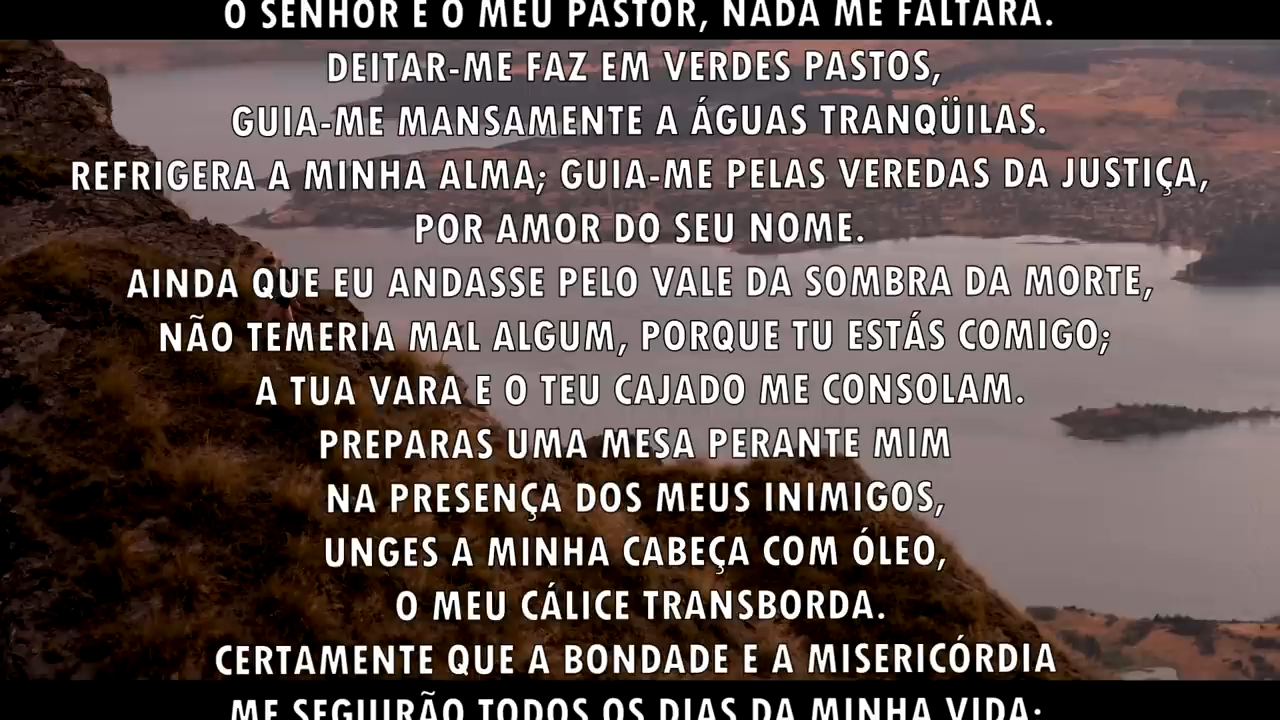 O SENHOR É O MEU PASTOR, NADA ME FALTARÁ.
DEITAR-ME FAZ EM VERDES PASTOS,
GUIA-ME MANSAMENTE A ÁGUAS TRANQÜILAS.
REFRIGERA A MINHA ALMA; GUIA-ME PELAS VEREDAS DA JUSTIÇA,
POR AMOR DO SEU NOME.
AINDA QUE EU ANDASSE PELO VALE DA SOMBRA DA MORTE,
NÃO TEMERIA MAL ALGUM, PORQUE TU ESTÁS COMIGO;
A TUA VARA E O TEU CAJADO ME CONSOLAM.
PREPARAS UMA MESA PERANTE MIM
NA PRESENÇA DOS MEUS INIMIGOS,
UNGES A MINHA CABEÇA COM ÓLEO,
O MEU CÁLICE TRANSBORDA.
CERTAMENTE QUE A BONDADE E A MISERICÓRDIA
ME SEGUIRÃO TODOS OS DIAS DA MINHA VIDA;